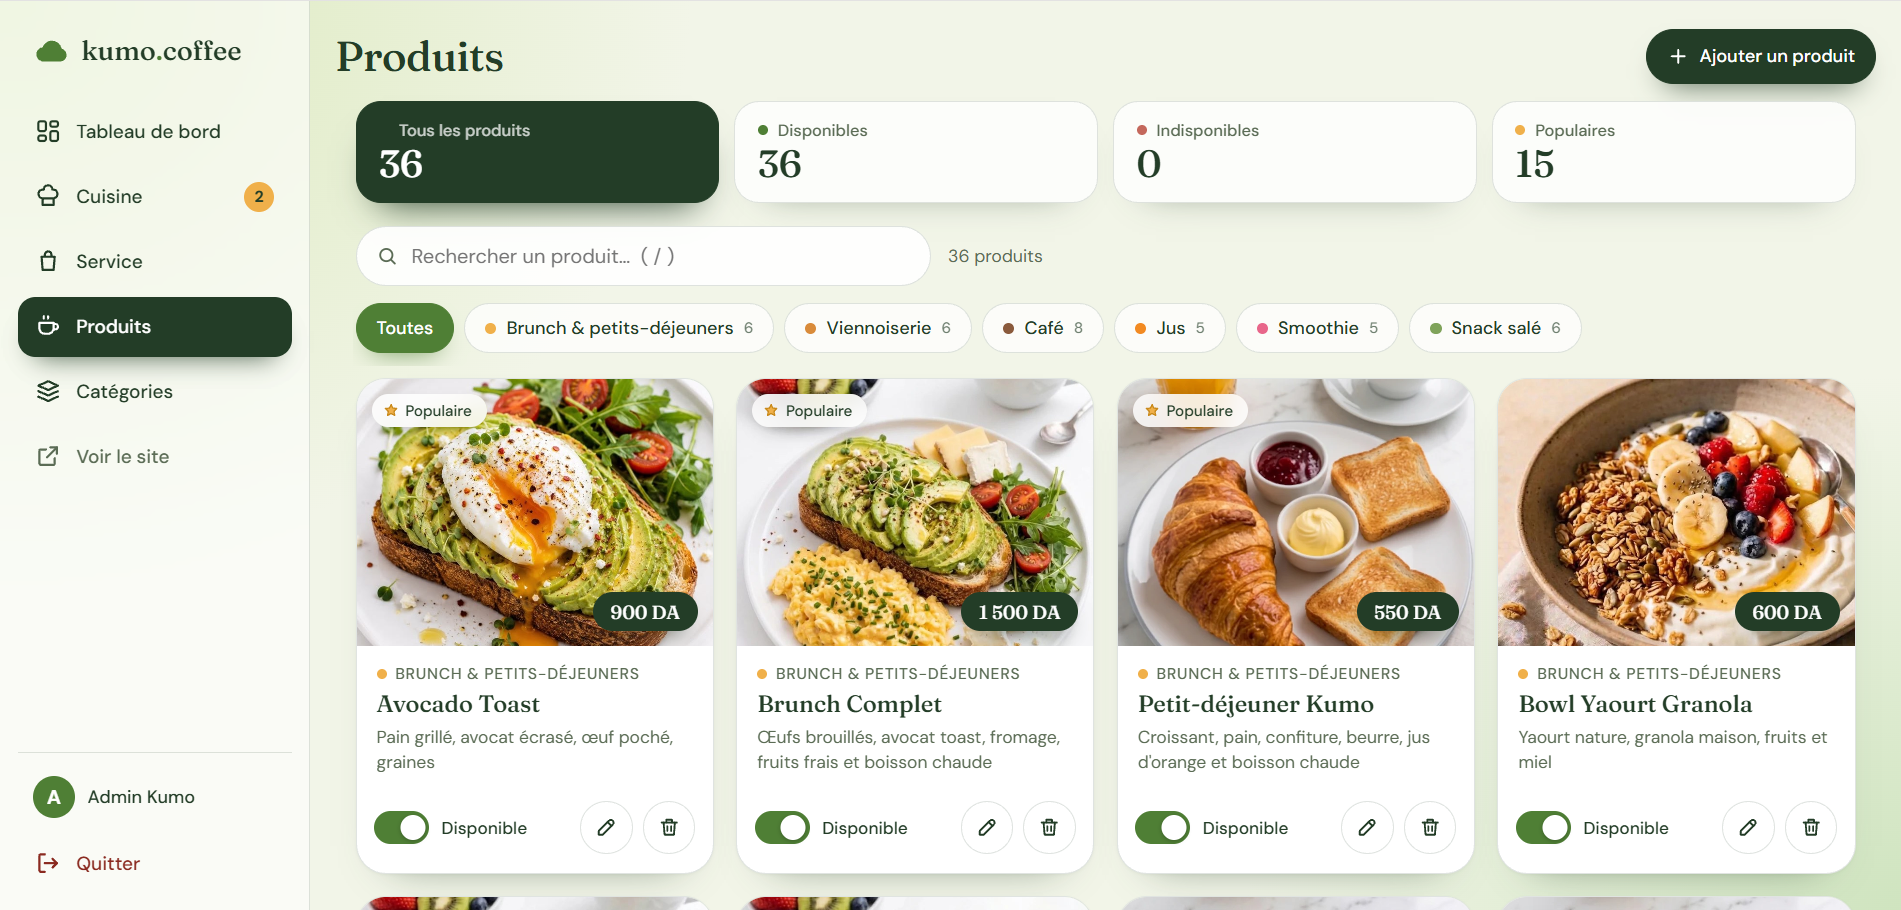 kumo.coffee
Tableau de bord
Cuisine 2
Service
Produits
Catégories
Voir le site
A Admin Kumo
Quitter
Produits
+ Ajouter un produit
Tous les produits
36
Disponibles
36
Indisponibles
0
Populaires
15
Rechercher un produit... ( / )
36 produits
Toutes
Brunch & petits-déjeuners 6
Viennoiserie 6
Café 8
Jus 5
Smoothie 5
Snack salé 6
Populaire
900 DA
BRUNCH & PETITS-DÉJEUNERS
Avocado Toast
Pain grillé, avocat écrasé, œuf poché,
graines
Disponible
Populaire
1 500 DA
BRUNCH & PETITS-DÉJEUNERS
Brunch Complet
Œufs brouillés, avocat toast, fromage,
fruits frais et boisson chaude
Disponible
Populaire
550 DA
BRUNCH & PETITS-DÉJEUNERS
Petit-déjeuner Kumo
Croissant, pain, confiture, beurre, jus
d'orange et boisson chaude
Disponible
600 DA
BRUNCH & PETITS-DÉJEUNERS
Bowl Yaourt Granola
Yaourt nature, granola maison, fruits et
miel
Disponible